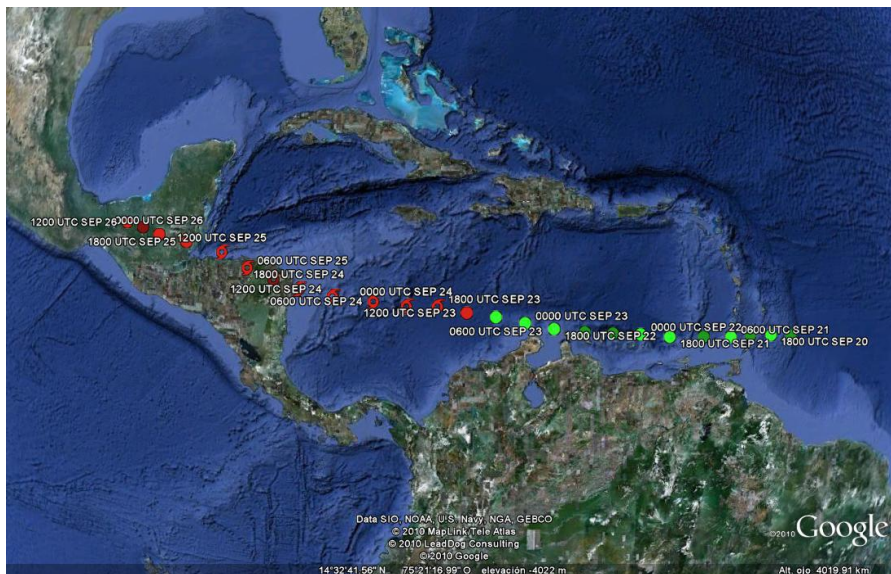 1200 UTC SEP 26
0000 UTC SEP 26
1800 UTC SEP 25
1200 UTC SEP 25
0600 UTC SEP 25
1800 UTC SEP 24
1200 UTC SEP 24
0600 UTC SEP 24
0000 UTC SEP 24
1200 UTC SEP 23
1800 UTC SEP 23
0600 UTC SEP 23
0000 UTC SEP 23
1800 UTC SEP 22
0000 UTC SEP 22
1800 UTC SEP 21
0600 UTC SEP 21
1800 UTC SEP 20
Data SIO, NOAA, U.S. Navy, NGA, GEBCO
© 2010 MapLink/Tele Atlas
© 2010 LeadDog Consulting
© 2010 Google
©2010 Google
14°32'41.56" N 75°21'16.99" O elevación -4022 m Alt. ojo 4019.91 km